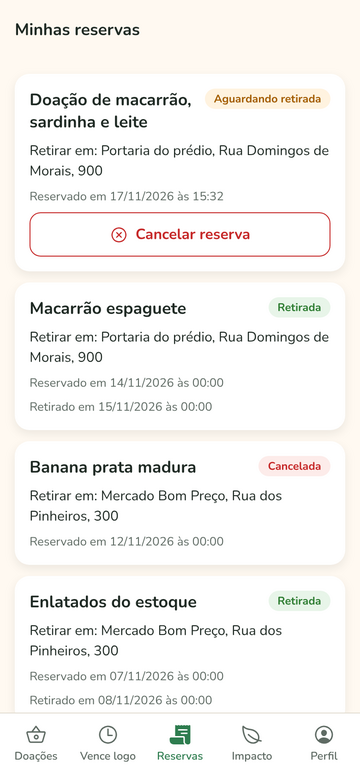 Minhas reservas
Doação de macarrão,
sardinha e leite
Aguardando retirada
Retirar em: Portaria do prédio, Rua Domingos de
Morais, 900
Reservado em 17/11/2026 às 15:32
Cancelar reserva
Macarrão espaguete
Retirada
Retirar em: Portaria do prédio, Rua Domingos de
Morais, 900
Reservado em 14/11/2026 às 00:00
Retirado em 15/11/2026 às 00:00
Banana prata madura
Cancelada
Retirar em: Mercado Bom Preço, Rua dos
Pinheiros, 300
Reservado em 12/11/2026 às 00:00
Enlatados do estoque
Retirada
Retirar em: Mercado Bom Preço, Rua dos
Pinheiros, 300
Reservado em 07/11/2026 às 00:00
Retirado em 08/11/2026 às 00:00
Doações
Vence logo
Reservas
Impacto
Perfil